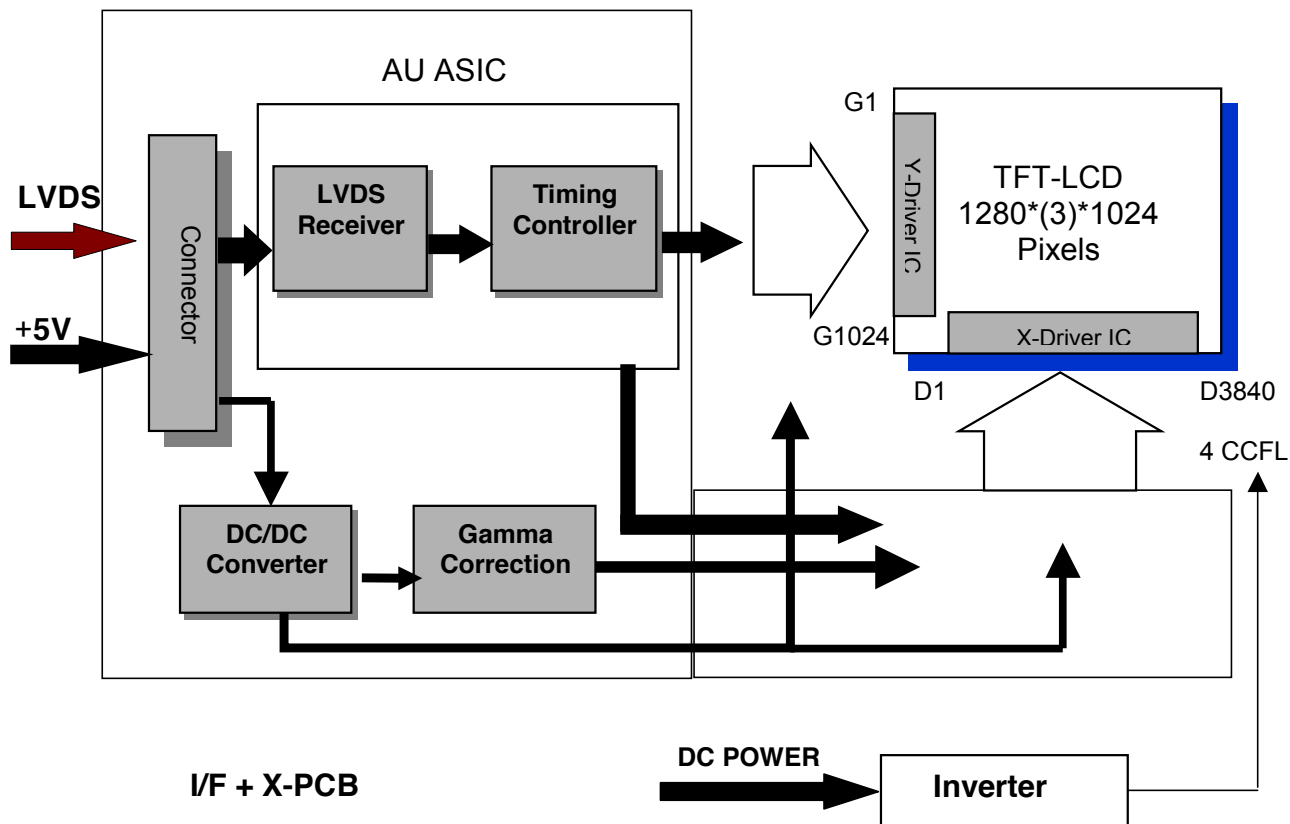 AU ASIC
LVDS
+5V
Connector
LVDS
Receiver
Timing
Controller
G1
G1024
Y-Driver IC
TFT-LCD
1280*(3)*1024
Pixels
X-Driver IC
D1
D3840
4 CCFL
DC/DC
Converter
Gamma
Correction
I/F + X-PCB
DC POWER
Inverter